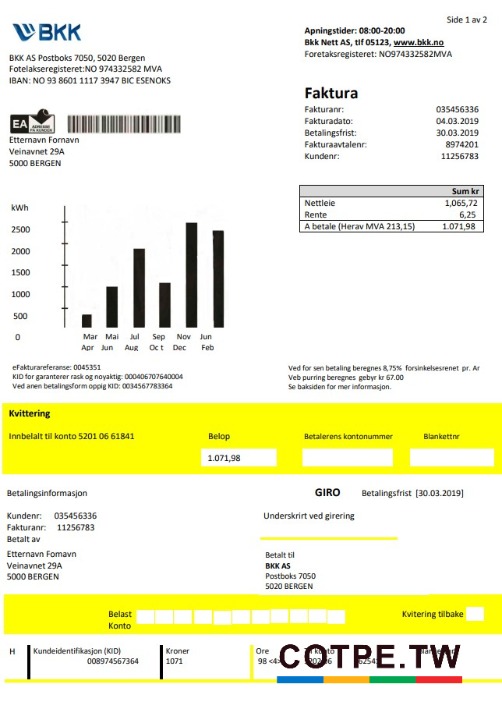 Side 1 av 2
BKK
BKK AS Postboks 7050, 5020 Bergen
Fotelaksregisteret:NO 974332582 MVA
IBAN: NO 93 8601 1117 3947 BIC ESENOKS
Apningstider: 08:00-20:00
Bkk Nett AS, tlf 05123, www.bkk.no
Foretaksregisteret: NO974332582MVA
Faktura
Fakturanr: 035456336
Fakturadato: 04.03.2019
Betalingsfrist: 30.03.2019
Fakturaavtalenr: 8974201
Kundenr: 11256783
EA
Etternavn Fornavn
Veinavnet 29A
5000 BERGEN
Sum kr
Nettleie 1,065,72
Rente 6,25
A betale (Herav MVA 213,15) 1.071,98
kWh
2500
2000
1500
1000
500
0
Mar Mai Jul Sep Nov Jun
Apr Jun Aug Oc t Dec Feb
eFakturareferanse: 0045351
KID for garanterer rask og noyaktig: 000406707640004
Ved anen betalingsform oppig KID: 0034567783364
Ved for sen betaling beregnes 8,75% forsinkelsesrenet pr. Ar
Veb purring beregnes gebyr kr 67.00
Se baksiden for mer informasjon.
Kvittering
Innbelalt til konto 5201 06 61841
Belop
Betalerens kontonummer
Blankettnr
1.071,98
Betalingsinformasjon
GIRO
Betalingsfrist [30.03.2019]
Kundenr: 035456336
Fakturanr: 11256783
Betalt av
Underskrirt ved girering
Etternavn Fornavn
Veinavnet 29A
5000 BERGEN
Betalt til
BKK AS
Postboks 7050
5020 BERGEN
Belast
Konto
Kvitering tilbake
H
Kundeidentifikasjon (KID)
008974567364
Kroner
1071
Ore
98 <4>
COTPE.TW